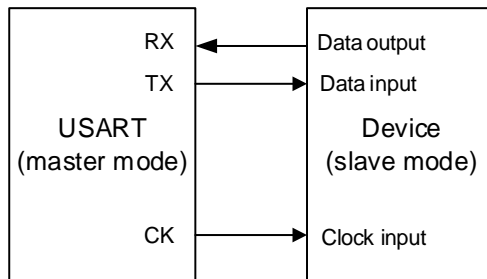 RX
Data output
TX
Data input
USART
(master mode)
Device
(slave mode)
CK
Clock input